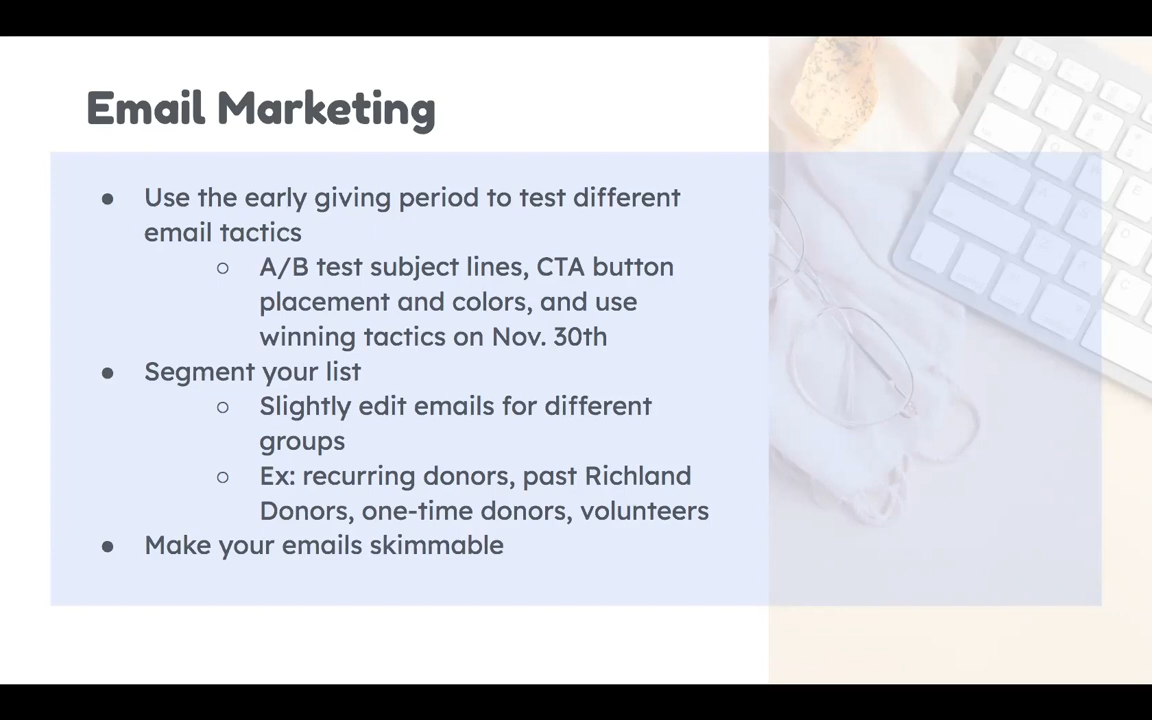 Email Marketing
● Use the early giving period to test different
email tactics
○ A/B test subject lines, CTA button
placement and colors, and use
winning tactics on Nov. 30th
● Segment your list
○ Slightly edit emails for different
groups
○ Ex: recurring donors, past Richland
Donors, one-time donors, volunteers
● Make your emails skimmable